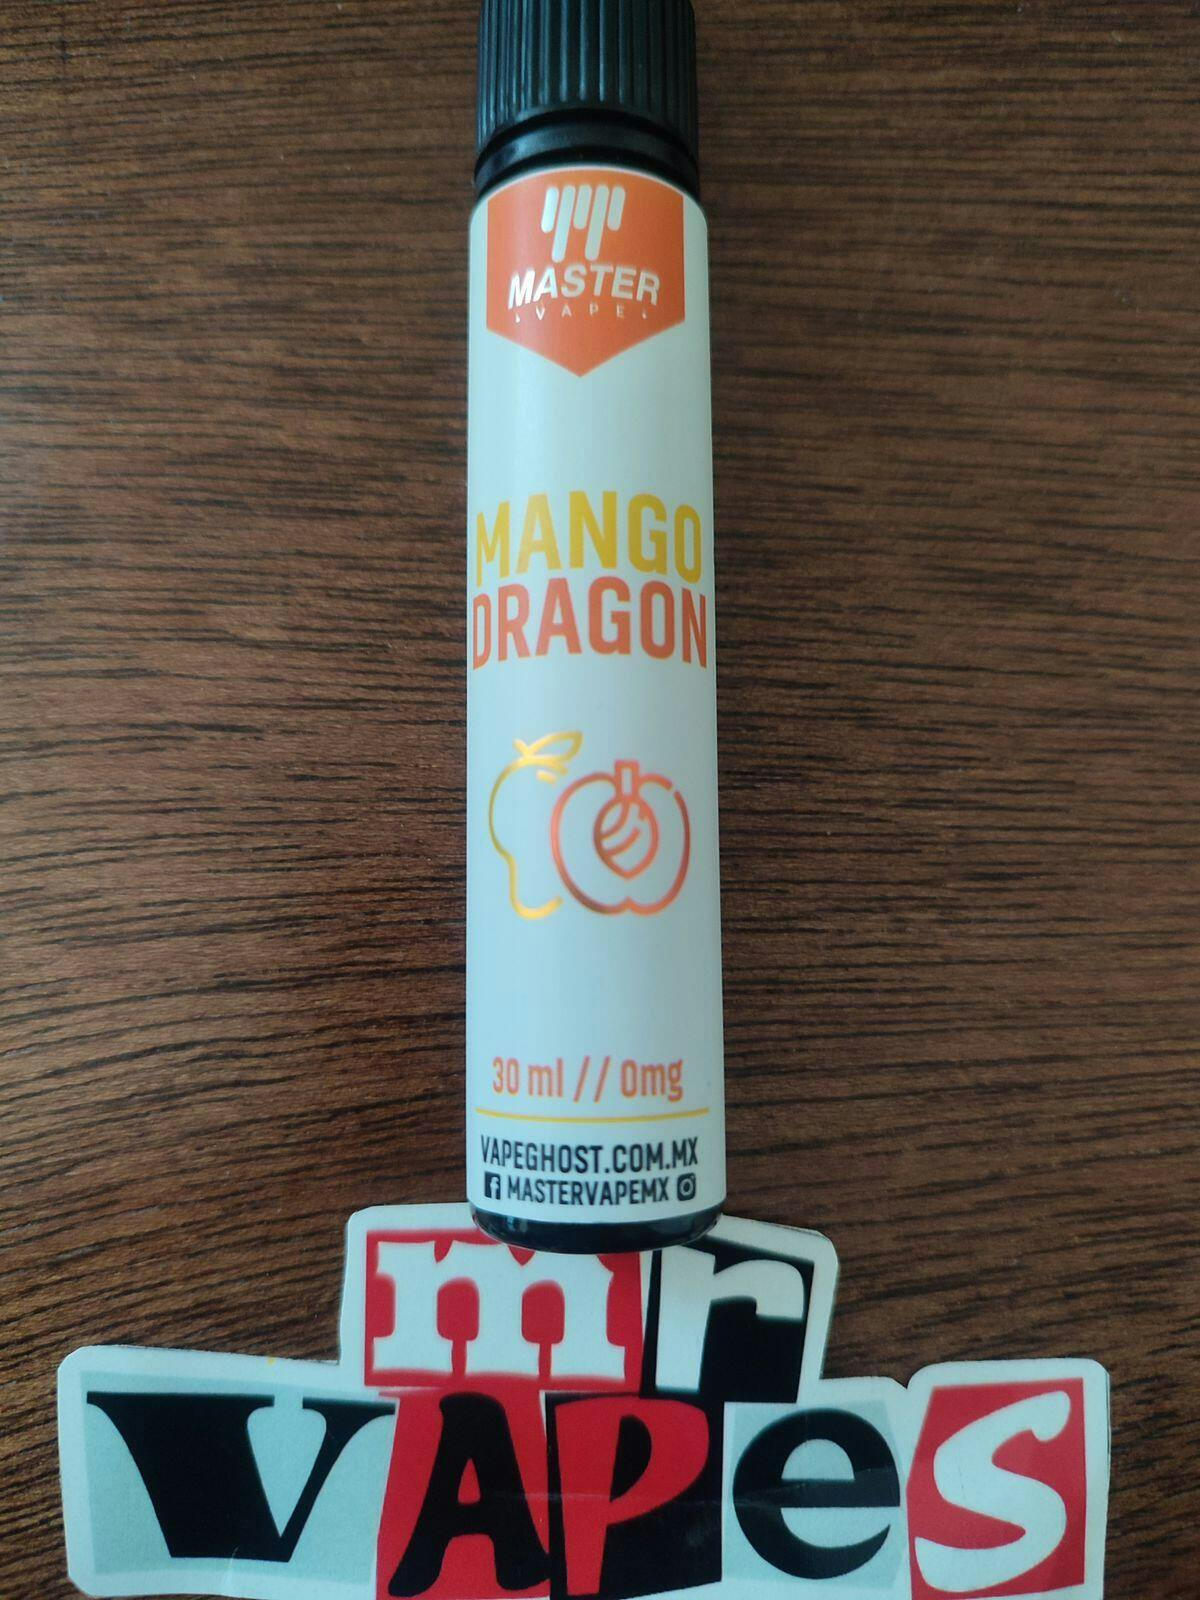 MASTER
VAPE
MANGO
DRAGON
30 ml // 0mg
VAPEGHOST.COM.MX
MASTERVAPEMX
mr
VAPes